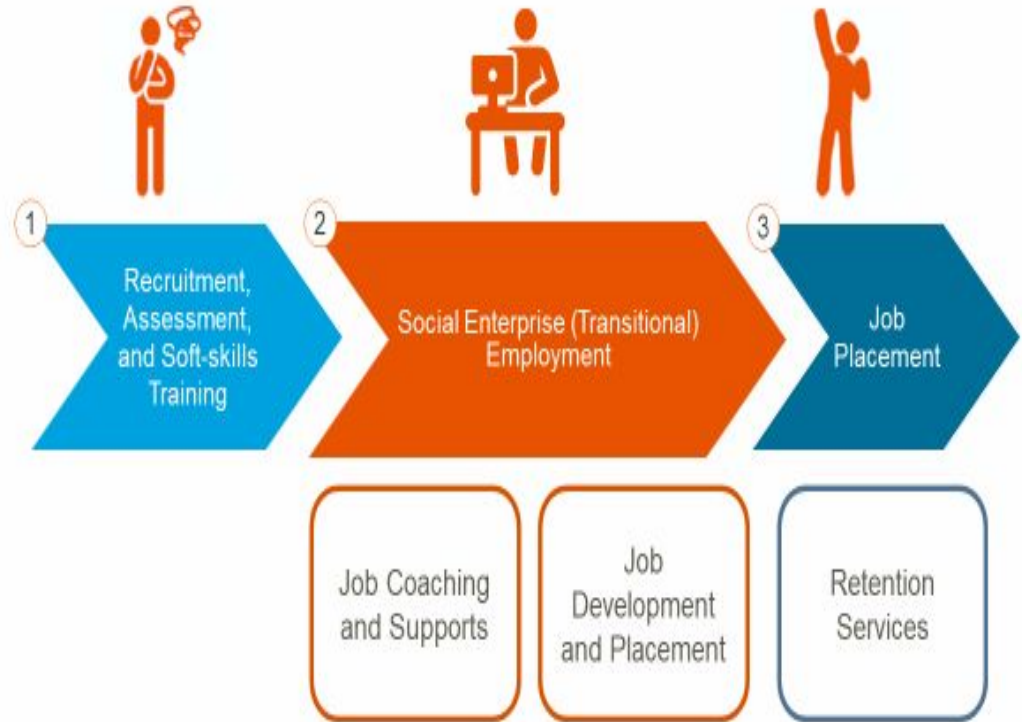 1
Recruitment,
Assessment,
and Soft-skills
Training
2
Social Enterprise (Transitional)
Employment
3
Job
Placement
Job Coaching
and Supports
Job
Development
and Placement
Retention
Services